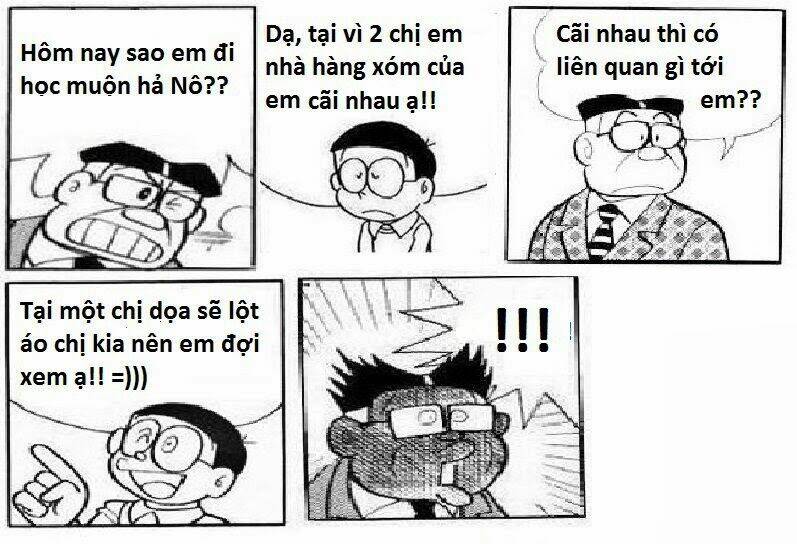 Hôm nay sao em đi
học muộn hả Nô??
Dạ, tại vì 2 chị em
nhà hàng xóm của
em cãi nhau ạ!!
Cãi nhau thì có
liên quan gì tới
em??
Tại một chị dọa sẽ lột
áo chị kia nên em đợi
xem ạ!! =)))
!!!